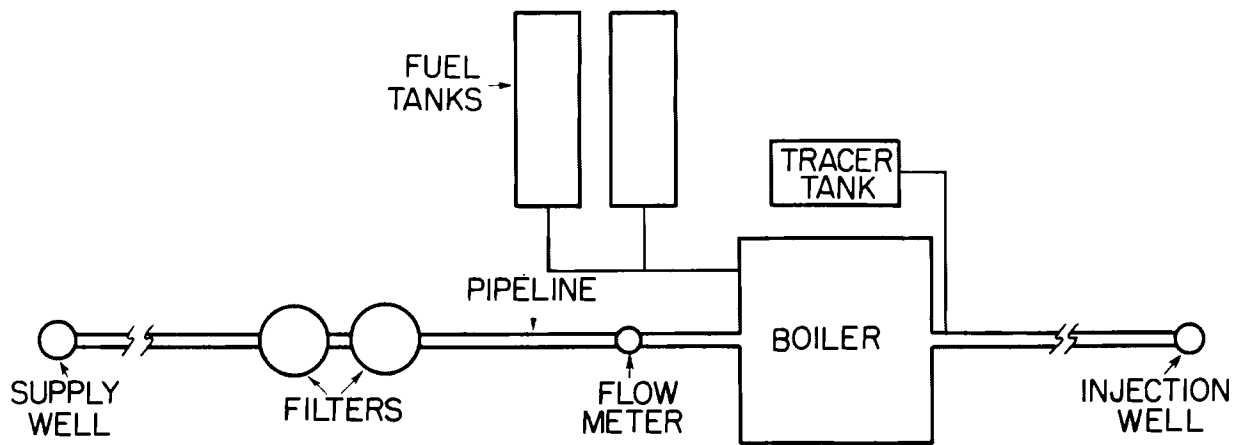 FUEL
TANKS
TRACER
TANK
PIPELINE
BOILER
SUPPLY
WELL
FILTERS
FLOW
METER
INJECTION
WELL